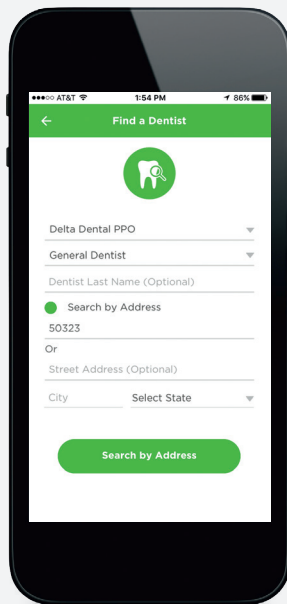 ●●●○○ AT&T 1:54 PM 86%
Find a Dentist
Delta Dental PPO
General Dentist
Dentist Last Name (Optional)
Search by Address
50323
Or
Street Address (Optional)
City Select State
Search by Address